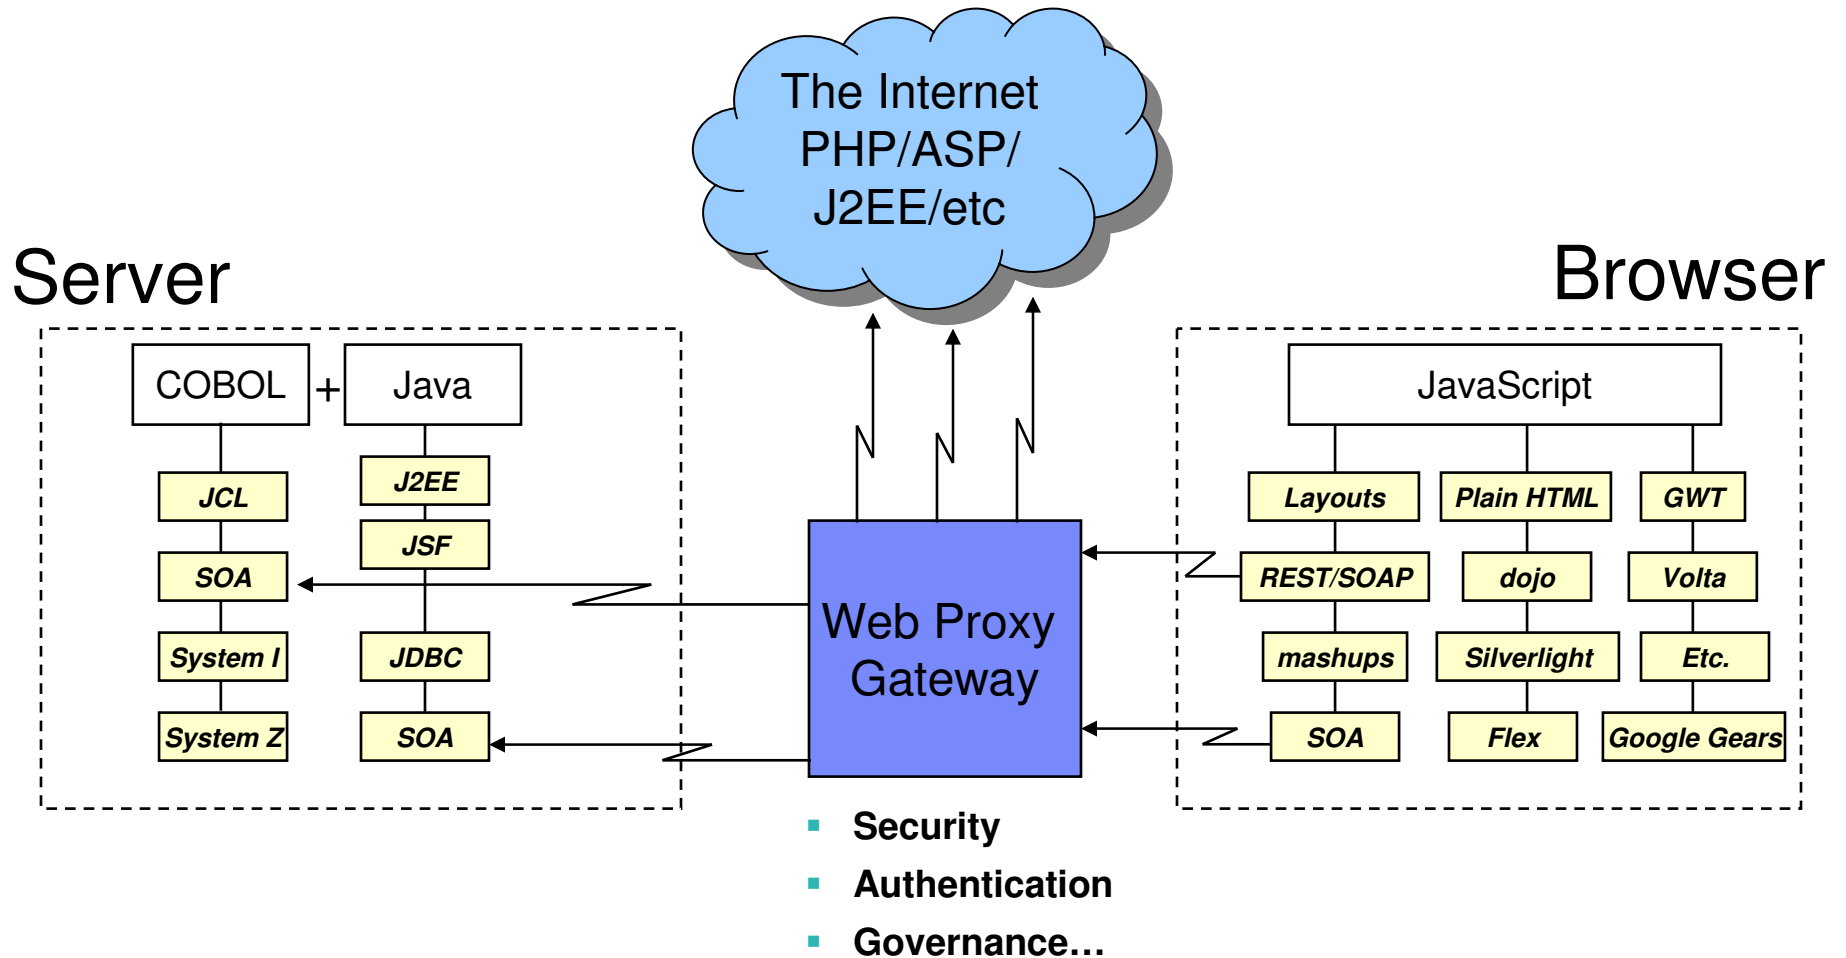 The Internet
PHP/ASP/
J2EE/etc
Server
Browser
COBOL + Java
JavaScript
J2EE
JCL
JSF
SOA
System I
JDBC
System Z
SOA
Web Proxy
Gateway
Layouts
Plain HTML
GWT
REST/SOAP
dojo
Volta
mashups
Silverlight
Etc.
SOA
Flex
Google Gears
Security
Authentication
Governance…